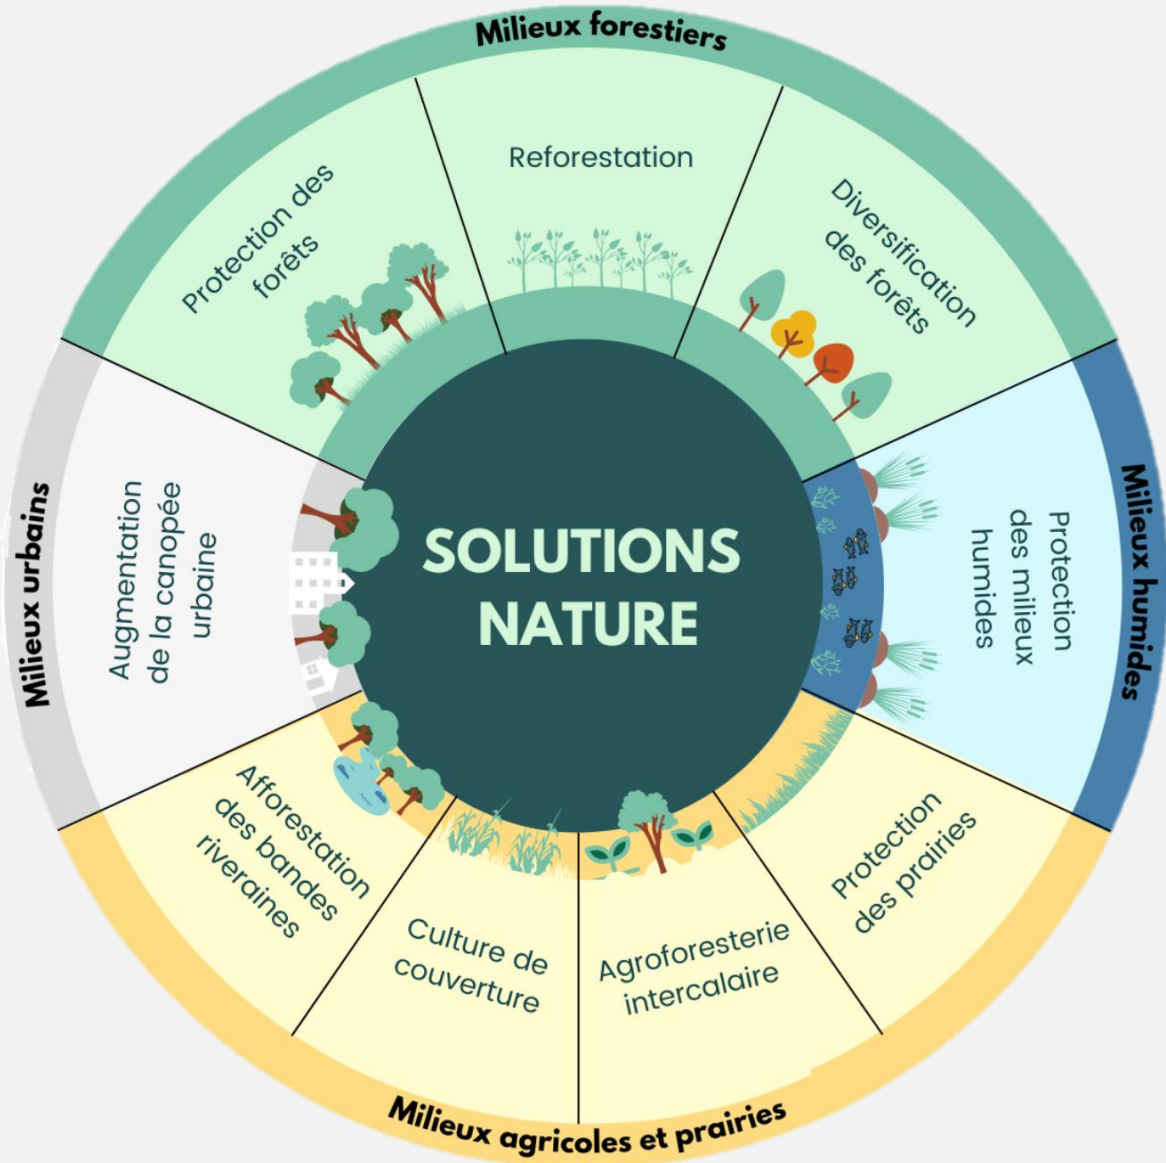 Milieux forestiers
Protection des
forêts
Reforestation
Diversification
des forêts
Milieux humides
Protection
des milieux
humides
Milieux urbains
Augmentation
de la canopée
urbaine
SOLUTIONS
NATURE
Afforestation
des bandes
riveraines
Culture de
couverture
Agroforesterie
intercalaire
Protection
des prairies
Milieux agricoles et prairies